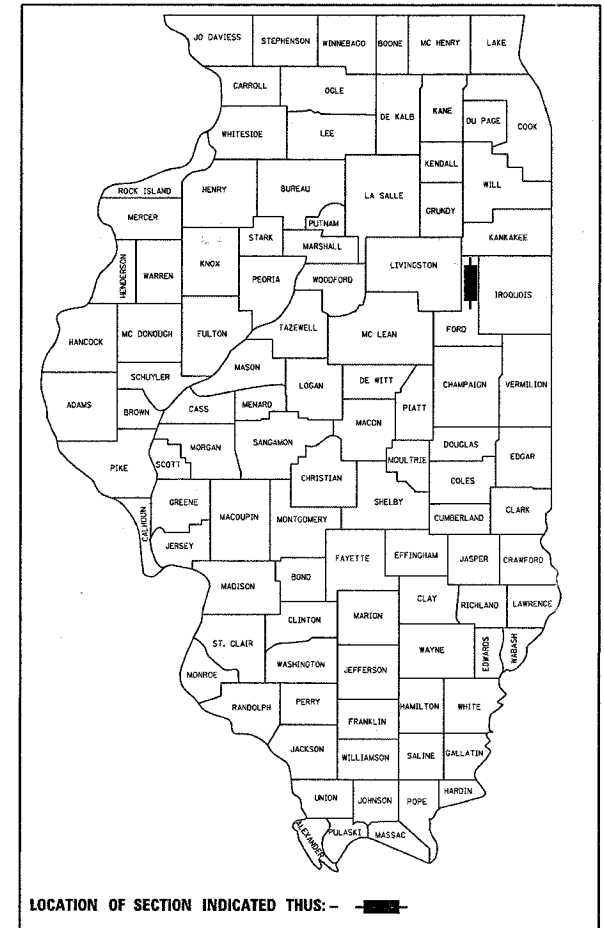 JO DAVIESS STEPHENSON WINNEBAGO BOONE MC HENRY LAKE
CARROLL OGLE DE KALB KANE DU PAGE COOK
WHITESIDE LEE KENDALL WILL
ROCK ISLAND HENRY BUREAU LA SALLE GRUNDY
MERCER PUTNAM KANKAKEE
HENDERSON WARREN KNOX STARK MARSHALL LIVINGSTON
PEORIA WOODFORD IROQUOIS
HANCOCK MC DONOUGH FULTON TAZEWELL MC LEAN FORD
SCHUYLER MASON LOGAN DE WITT CHAMPAIGN VERMILION
ADAMS BROWN CASS MENARD PIATT
MACON
MORGAN SANGAMON DOUGLAS EDGAR
PIKE SCOTT CHRISTIAN MOULTRIE COLES
SHELBY
CALHOUN GREENE MACOUPIN MONTGOMERY CUMBERLAND CLARK
JERSEY FAYETTE EFFINGHAM JASPER CRAWFORD
MADISON BOND
CLAY RICHLAND LAWRENCE
CLINTON MARION
ST. CLAIR WAYNE EDWARDS WABASH
WASHINGTON JEFFERSON
MONROE
RANDOLPH PERRY HAMILTON WHITE
FRANKLIN
JACKSON WILLIAMSON SALINE GALLATIN
UNION JOHNSON POPE HARDIN
ALEXANDER PULASKI MASSAC
LOCATION OF SECTION INDICATED THUS: -